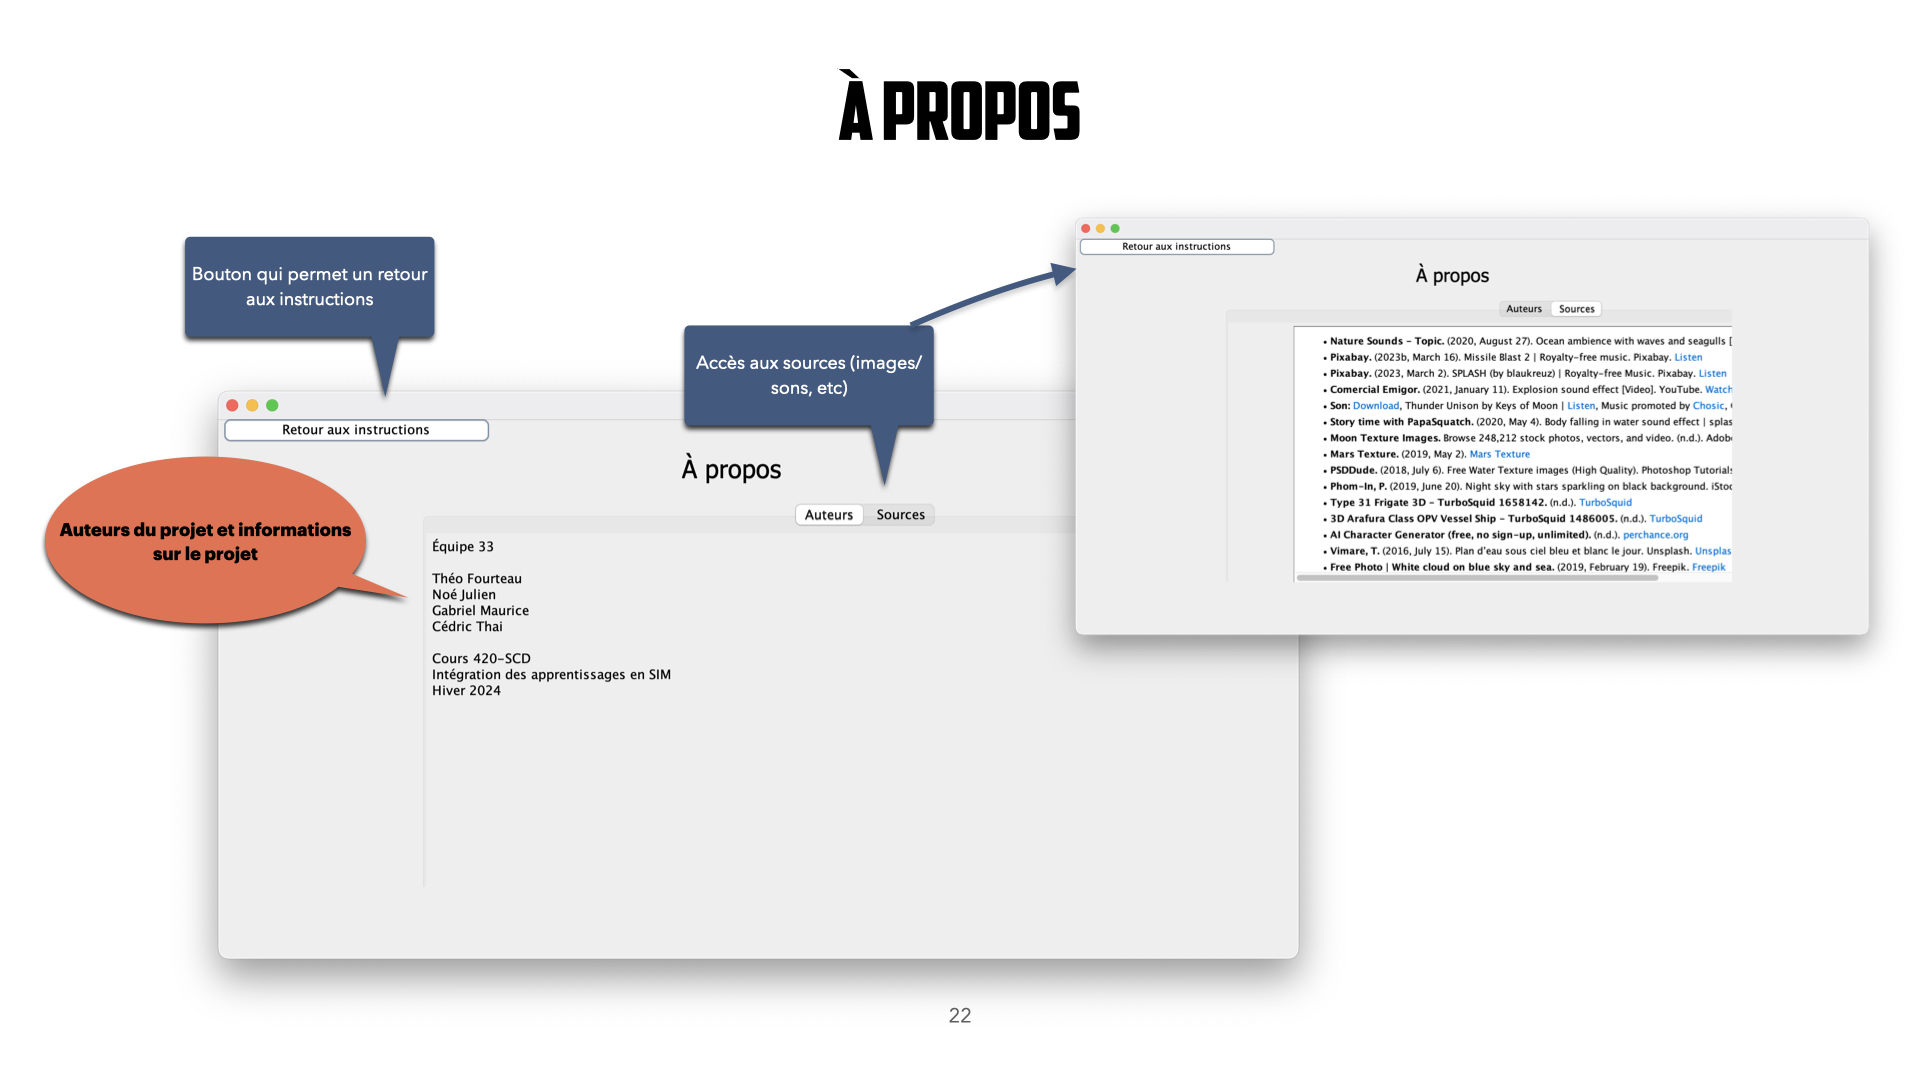 À PROPOS
Bouton qui permet un retour
aux instructions
Accès aux sources (images/
sons, etc)
Auteurs du projet et informations
sur le projet
Retour aux instructions
À propos
Auteurs Sources
Équipe 33
Théo Fourteau
Noé Julien
Gabriel Maurice
Cédric Thai
Cours 420-SCD
Intégration des apprentissages en SIM
Hiver 2024
Retour aux instructions
À propos
Auteurs Sources
• Nature Sounds - Topic. (2020, August 27). Ocean ambience with waves and seagulls [
• Pixabay. (2023b, March 16). Missile Blast 2 | Royalty-free music. Pixabay. Listen
• Pixabay. (2023, March 2). SPLASH (by blaukreuz) | Royalty-free Music. Pixabay. Listen
• Comercial Emigor. (2021, January 11). Explosion sound effect [Video]. YouTube. Watch
• Son: Download, Thunder Unison by Keys of Moon | Listen, Music promoted by Chosic,
• Story time with PapaSquatch. (2020, May 4). Body falling in water sound effect | splas
• Moon Texture Images. Browse 248,212 stock photos, vectors, and video. (n.d.). Adob
• Mars Texture. (2019, May 2). Mars Texture
• PSDDude. (2018, July 6). Free Water Texture images (High Quality). Photoshop Tutorials
• Phom-In, P. (2019, June 20). Night sky with stars sparkling on black background. iStoc
• Type 31 Frigate 3D - TurboSquid 1658142. (n.d.). TurboSquid
• 3D Arafura Class OPV Vessel Ship - TurboSquid 1486005. (n.d.). TurboSquid
• AI Character Generator (free, no sign-up, unlimited). (n.d.). perchance.org
• Vimare, T. (2016, July 15). Plan d'eau sous ciel bleu et blanc le jour. Unsplash. Unsplas
• Free Photo | White cloud on blue sky and sea. (2019, February 19). Freepik. Freepik
22